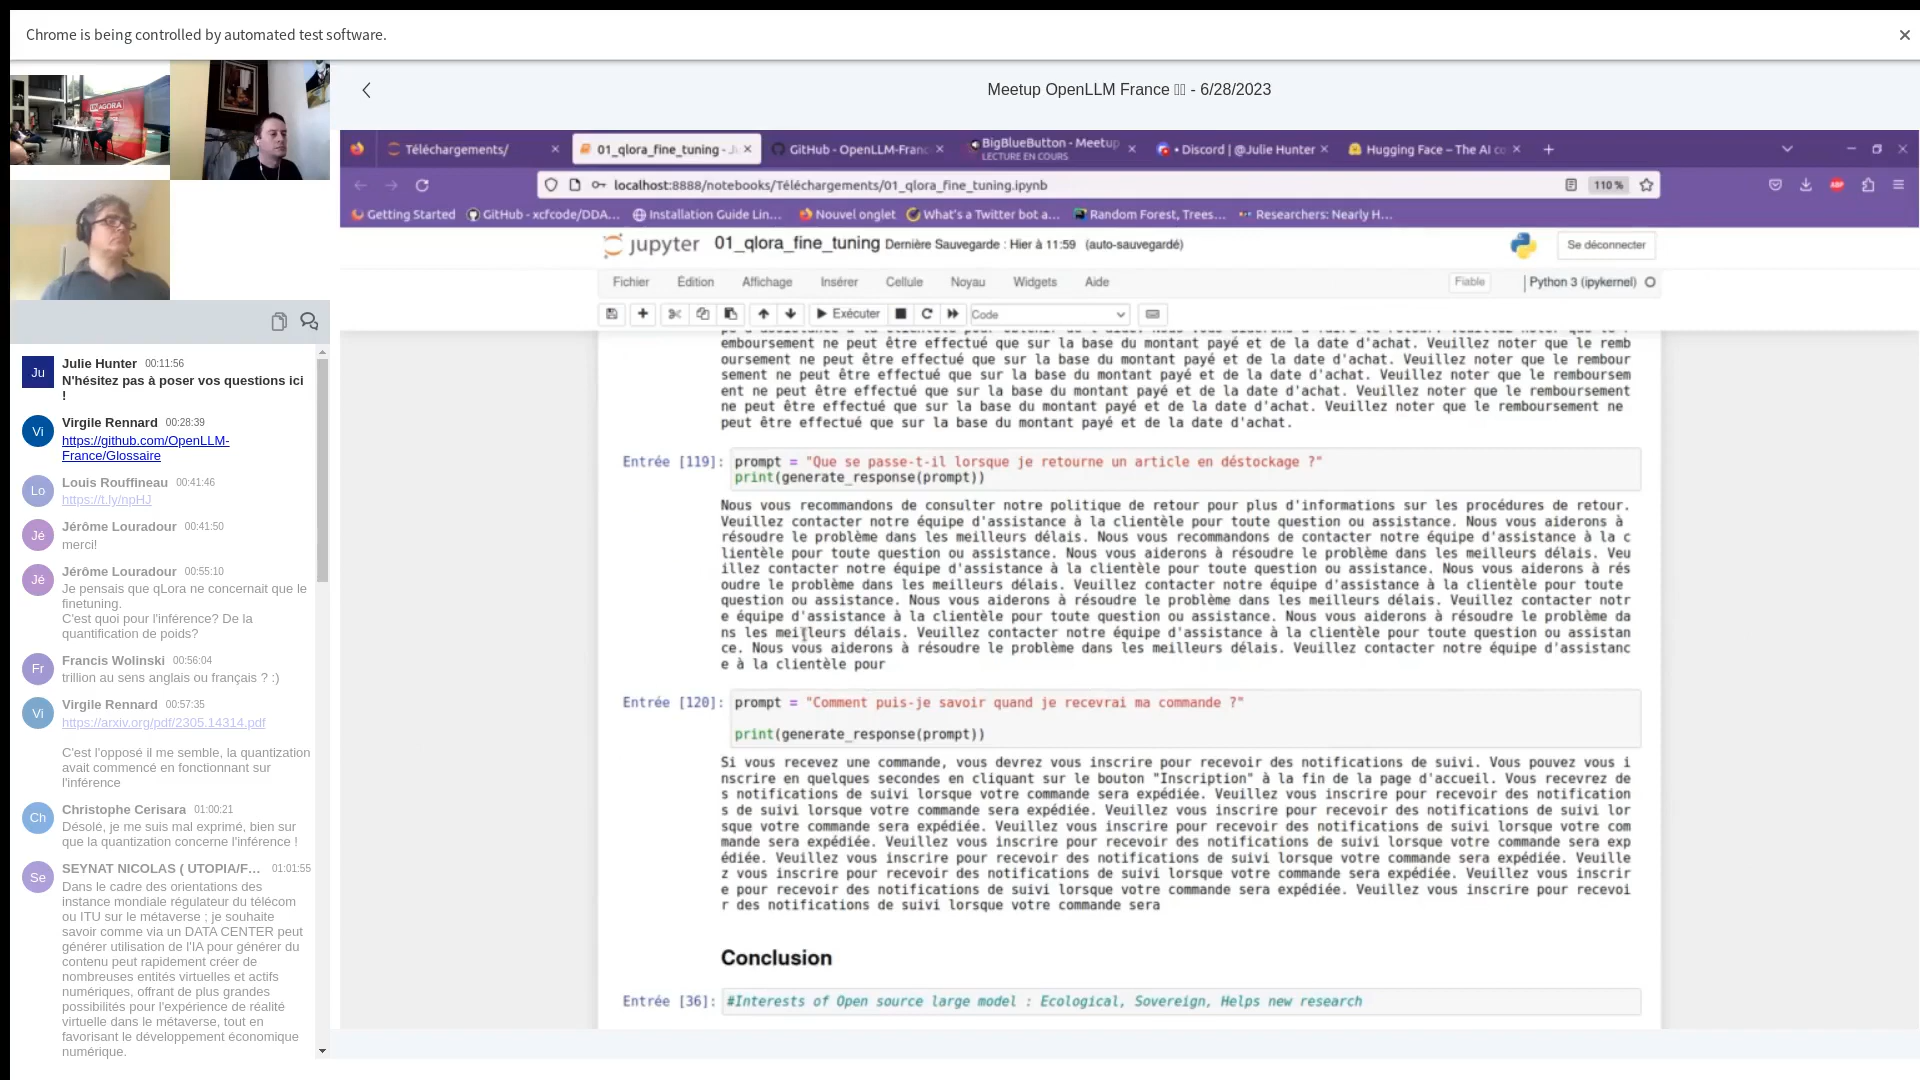 Chrome is being controlled by automated test software.
Meetup OpenLLM France - 6/28/2023
LINAGORA
Téléchargements/
01_qlora_fine_tuning - J
GitHub - OpenLLM-Franc
BigBlueButton - Meetup
LECTURE EN COURS
• Discord | @Julie Hunter
Hugging Face – The AI co
localhost:8888/notebooks/Téléchargements/01_qlora_fine_tuning.ipynb
110 %
Getting Started
GitHub - xcfcode/DDA...
Installation Guide Lin...
Nouvel onglet
What's a Twitter bot a...
Random Forest, Trees...
Researchers: Nearly H...
jupyter 01_qlora_fine_tuning Dernière Sauvegarde : Hier à 11:59 (auto-sauvegardé)
Se déconnecter
Fichier Édition Affichage Insérer Cellule Noyau Widgets Aide
Fiable
Python 3 (ipykernel)
Exécuter
Code
emboursement ne peut être effectué que sur la base du montant payé et de la date d'achat. Veuillez noter que le remb
oursement ne peut être effectué que sur la base du montant payé et de la date d'achat. Veuillez noter que le rembour
sement ne peut être effectué que sur la base du montant payé et de la date d'achat. Veuillez noter que le remboursem
ent ne peut être effectué que sur la base du montant payé et de la date d'achat. Veuillez noter que le remboursement
ne peut être effectué que sur la base du montant payé et de la date d'achat. Veuillez noter que le remboursement ne
peut être effectué que sur la base du montant payé et de la date d'achat.
Entrée [119]: prompt = "Que se passe-t-il lorsque je retourne un article en déstockage ?"
print(generate_response(prompt))
Nous vous recommandons de consulter notre politique de retour pour plus d'informations sur les procédures de retour.
Veuillez contacter notre équipe d'assistance à la clientèle pour toute question ou assistance. Nous vous aiderons à
résoudre le problème dans les meilleurs délais. Nous vous recommandons de contacter notre équipe d'assistance à la c
lientèle pour toute question ou assistance. Nous vous aiderons à résoudre le problème dans les meilleurs délais. Veu
illez contacter notre équipe d'assistance à la clientèle pour toute question ou assistance. Nous vous aiderons à rés
oudre le problème dans les meilleurs délais. Veuillez contacter notre équipe d'assistance à la clientèle pour toute
question ou assistance. Nous vous aiderons à résoudre le problème dans les meilleurs délais. Veuillez contacter notr
e équipe d'assistance à la clientèle pour toute question ou assistance. Nous vous aiderons à résoudre le problème da
ns les meilleurs délais. Veuillez contacter notre équipe d'assistance à la clientèle pour toute question ou assistan
ce. Nous vous aiderons à résoudre le problème dans les meilleurs délais. Veuillez contacter notre équipe d'assistanc
e à la clientèle pour
Entrée [120]: prompt = "Comment puis-je savoir quand je recevrai ma commande ?"
print(generate_response(prompt))
Si vous recevez une commande, vous devrez vous inscrire pour recevoir des notifications de suivi. Vous pouvez vous i
nscrire en quelques secondes en cliquant sur le bouton "Inscription" à la fin de la page d'accueil. Vous recevrez de
s notifications de suivi lorsque votre commande sera expédiée. Veuillez vous inscrire pour recevoir des notification
s de suivi lorsque votre commande sera expédiée. Veuillez vous inscrire pour recevoir des notifications de suivi lor
sque votre commande sera expédiée. Veuillez vous inscrire pour recevoir des notifications de suivi lorsque votre com
mande sera expédiée. Veuillez vous inscrire pour recevoir des notifications de suivi lorsque votre commande sera exp
édiée. Veuillez vous inscrire pour recevoir des notifications de suivi lorsque votre commande sera expédiée. Veuille
z vous inscrire pour recevoir des notifications de suivi lorsque votre commande sera expédiée. Veuillez vous inscrir
e pour recevoir des notifications de suivi lorsque votre commande sera expédiée. Veuillez vous inscrire pour recevoi
r des notifications de suivi lorsque votre commande sera
Conclusion
Entrée [36]: #Interests of Open source large model : Ecological, Sovereign, Helps new research
Ju
Julie Hunter 00:11:56
N'hésitez pas à poser vos questions ici
!
Vi
Virgile Rennard 00:28:39
https://github.com/OpenLLM-
France/Glossaire
Lo
Louis Rouffineau 00:41:46
https://t.ly/npHJ
Jé
Jérôme Louradour 00:41:50
merci!
Jé
Jérôme Louradour 00:55:10
Je pensais que qLora ne concernait que le
finetuning.
C'est quoi pour l'inférence? De la
quantification de poids?
Fr
Francis Wolinski 00:56:04
trillion au sens anglais ou français ? :)
Vi
Virgile Rennard 00:57:35
https://arxiv.org/pdf/2305.14314.pdf
C'est l'opposé il me semble, la quantization
avait commencé en fonctionnant sur
l'inférence
Ch
Christophe Cerisara 01:00:21
Désolé, je me suis mal exprimé, bien sur
que la quantization concerne l'inférence !
Se
SEYNAT NICOLAS ( UTOPIA/F... 01:01:55
Dans le cadre des orientations des
instance mondiale régulateur du télécom
ou ITU sur le métaverse ; je souhaite
savoir comme via un DATA CENTER peut
générer utilisation de l'IA pour générer du
contenu peut rapidement créer de
nombreuses entités virtuelles et actifs
numériques, offrant de plus grandes
possibilités pour l'expérience de réalité
virtuelle dans le métaverse, tout en
favorisant le développement économique
numérique.